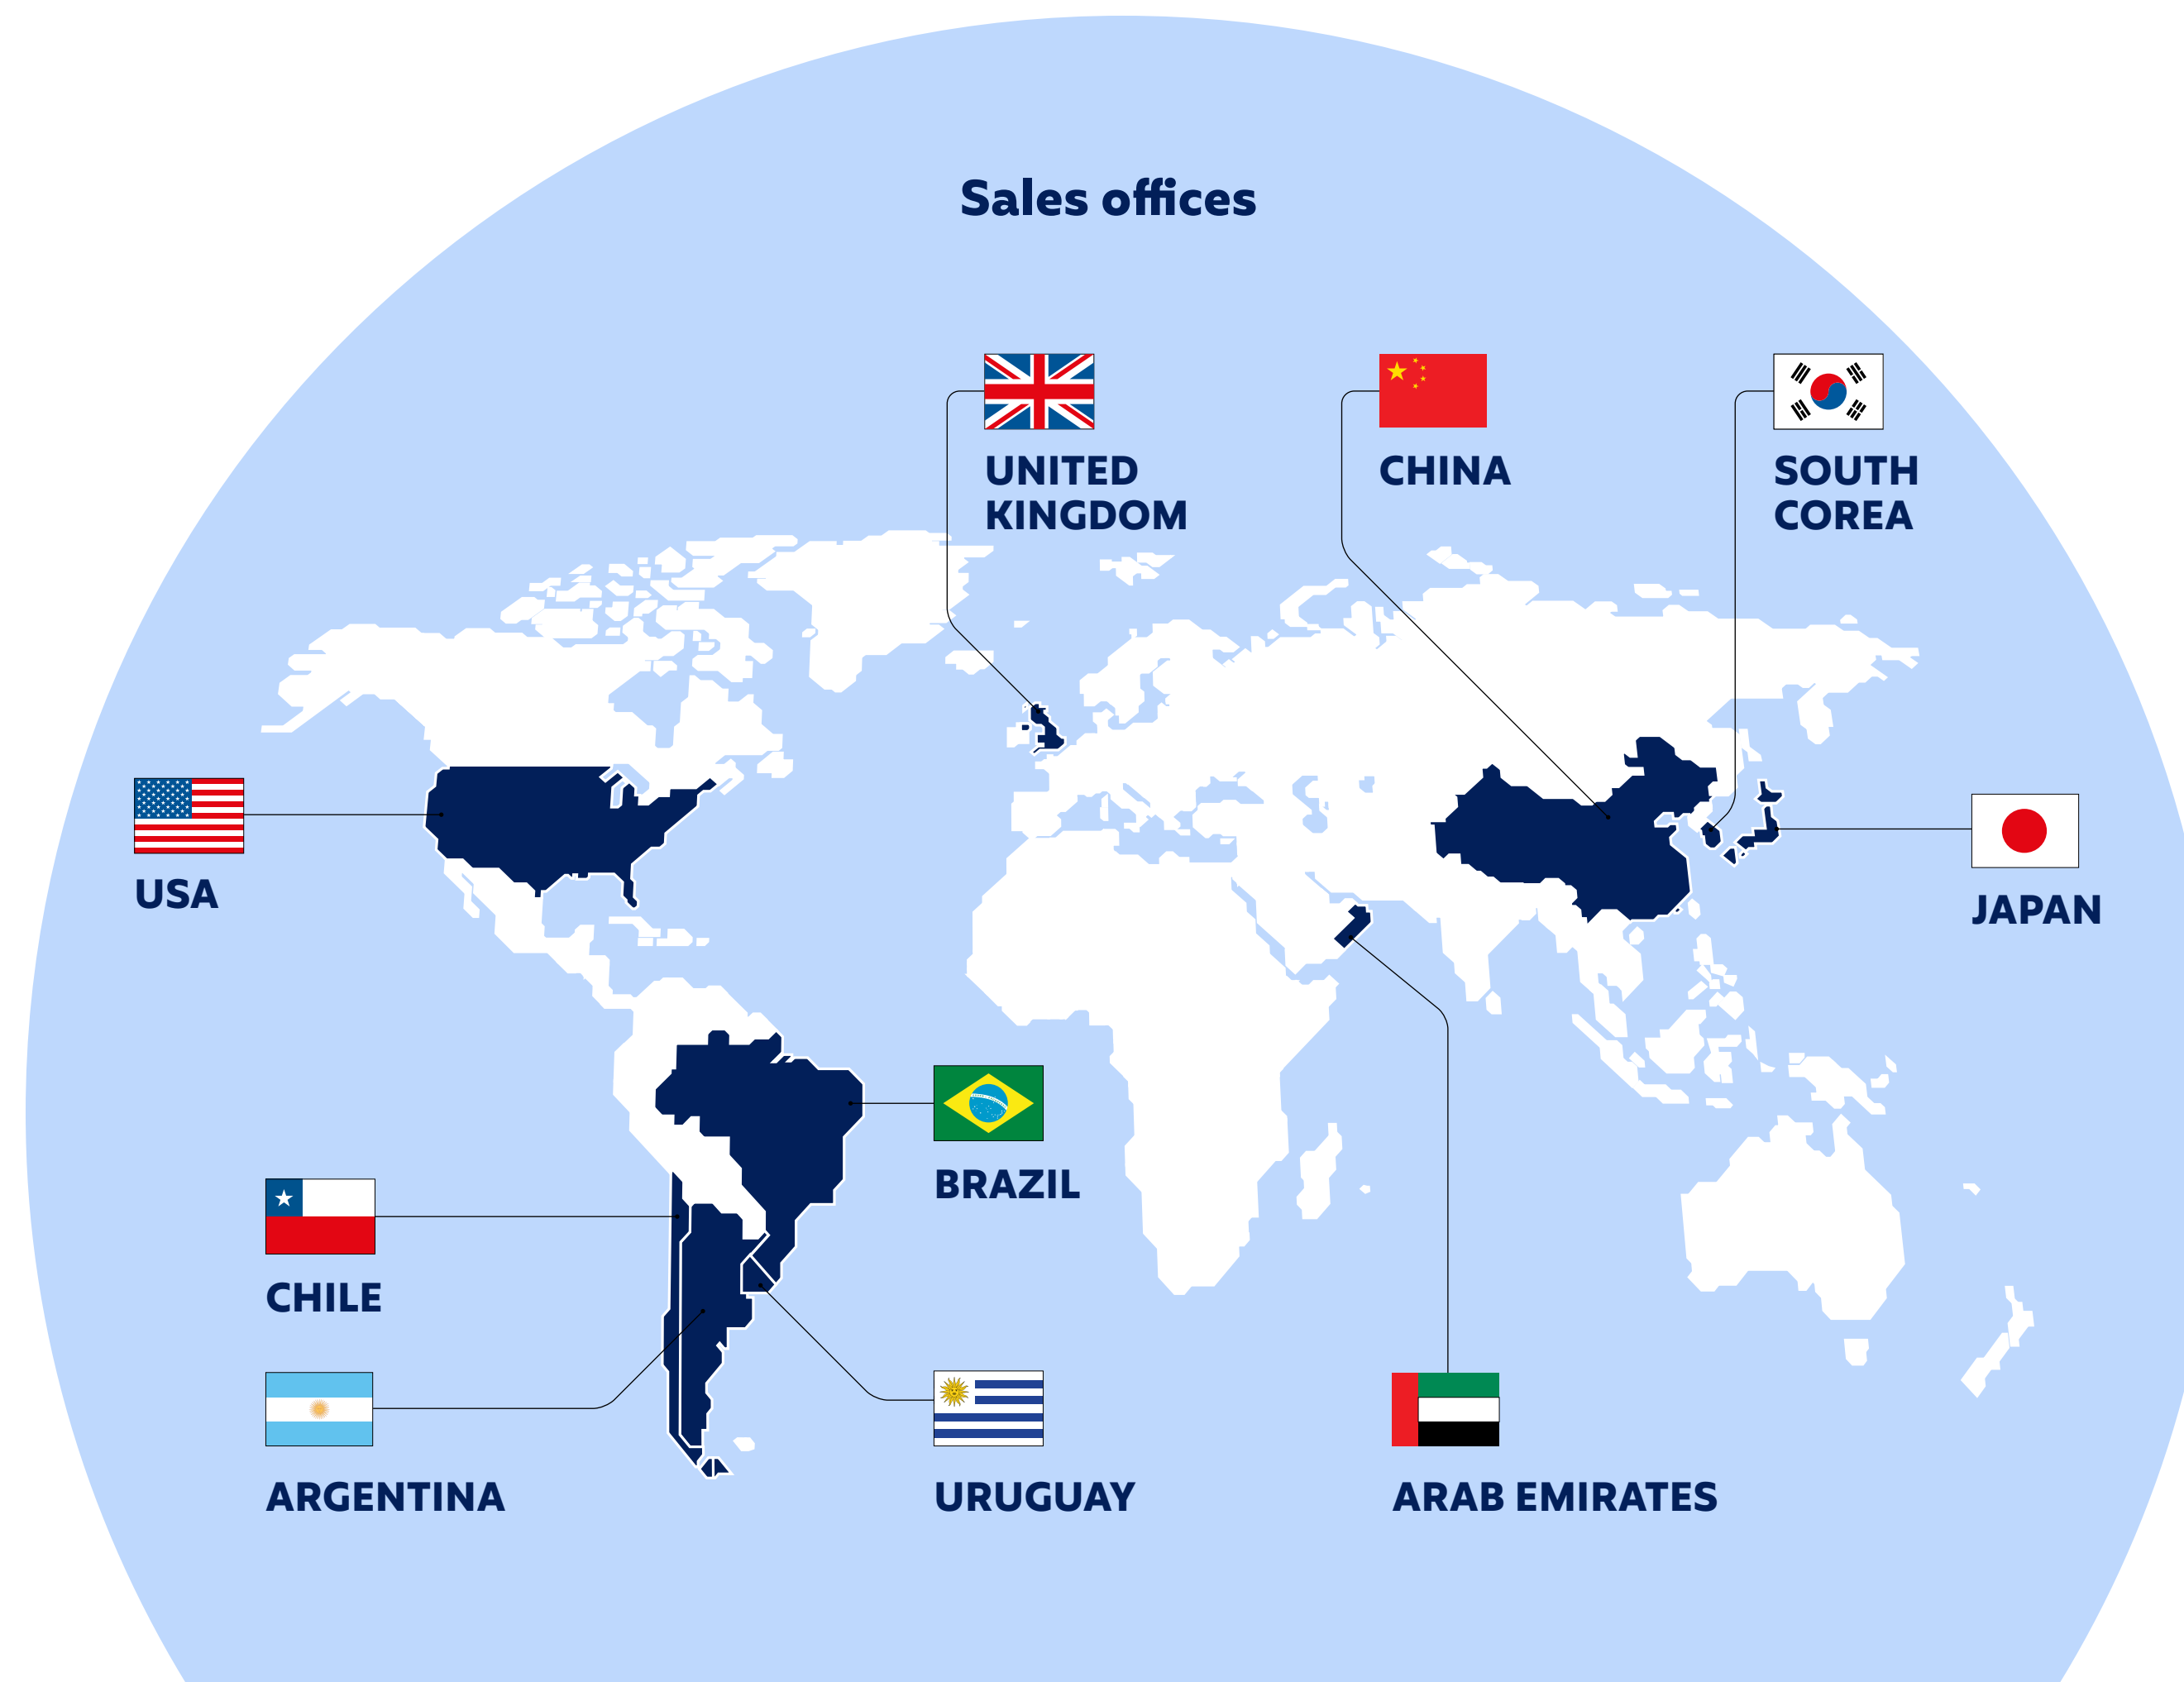 Sales offices
UNITED
KINGDOM
CHINA
SOUTH
COREA
USA
JAPAN
BRAZIL
CHILE
ARGENTINA
URUGUAY
ARAB EMIRATES